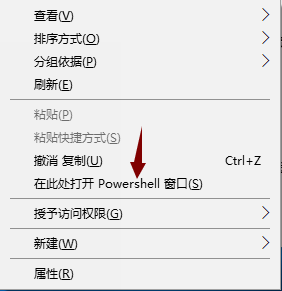 查看(V)
排序方式(O)
分组依据(P)
刷新(E)
粘贴(P)
粘贴快捷方式(S)
撤消 复制(U) Ctrl+Z
在此处打开 Powershell 窗口(S)
授予访问权限(G)
新建(W)
属性(R)